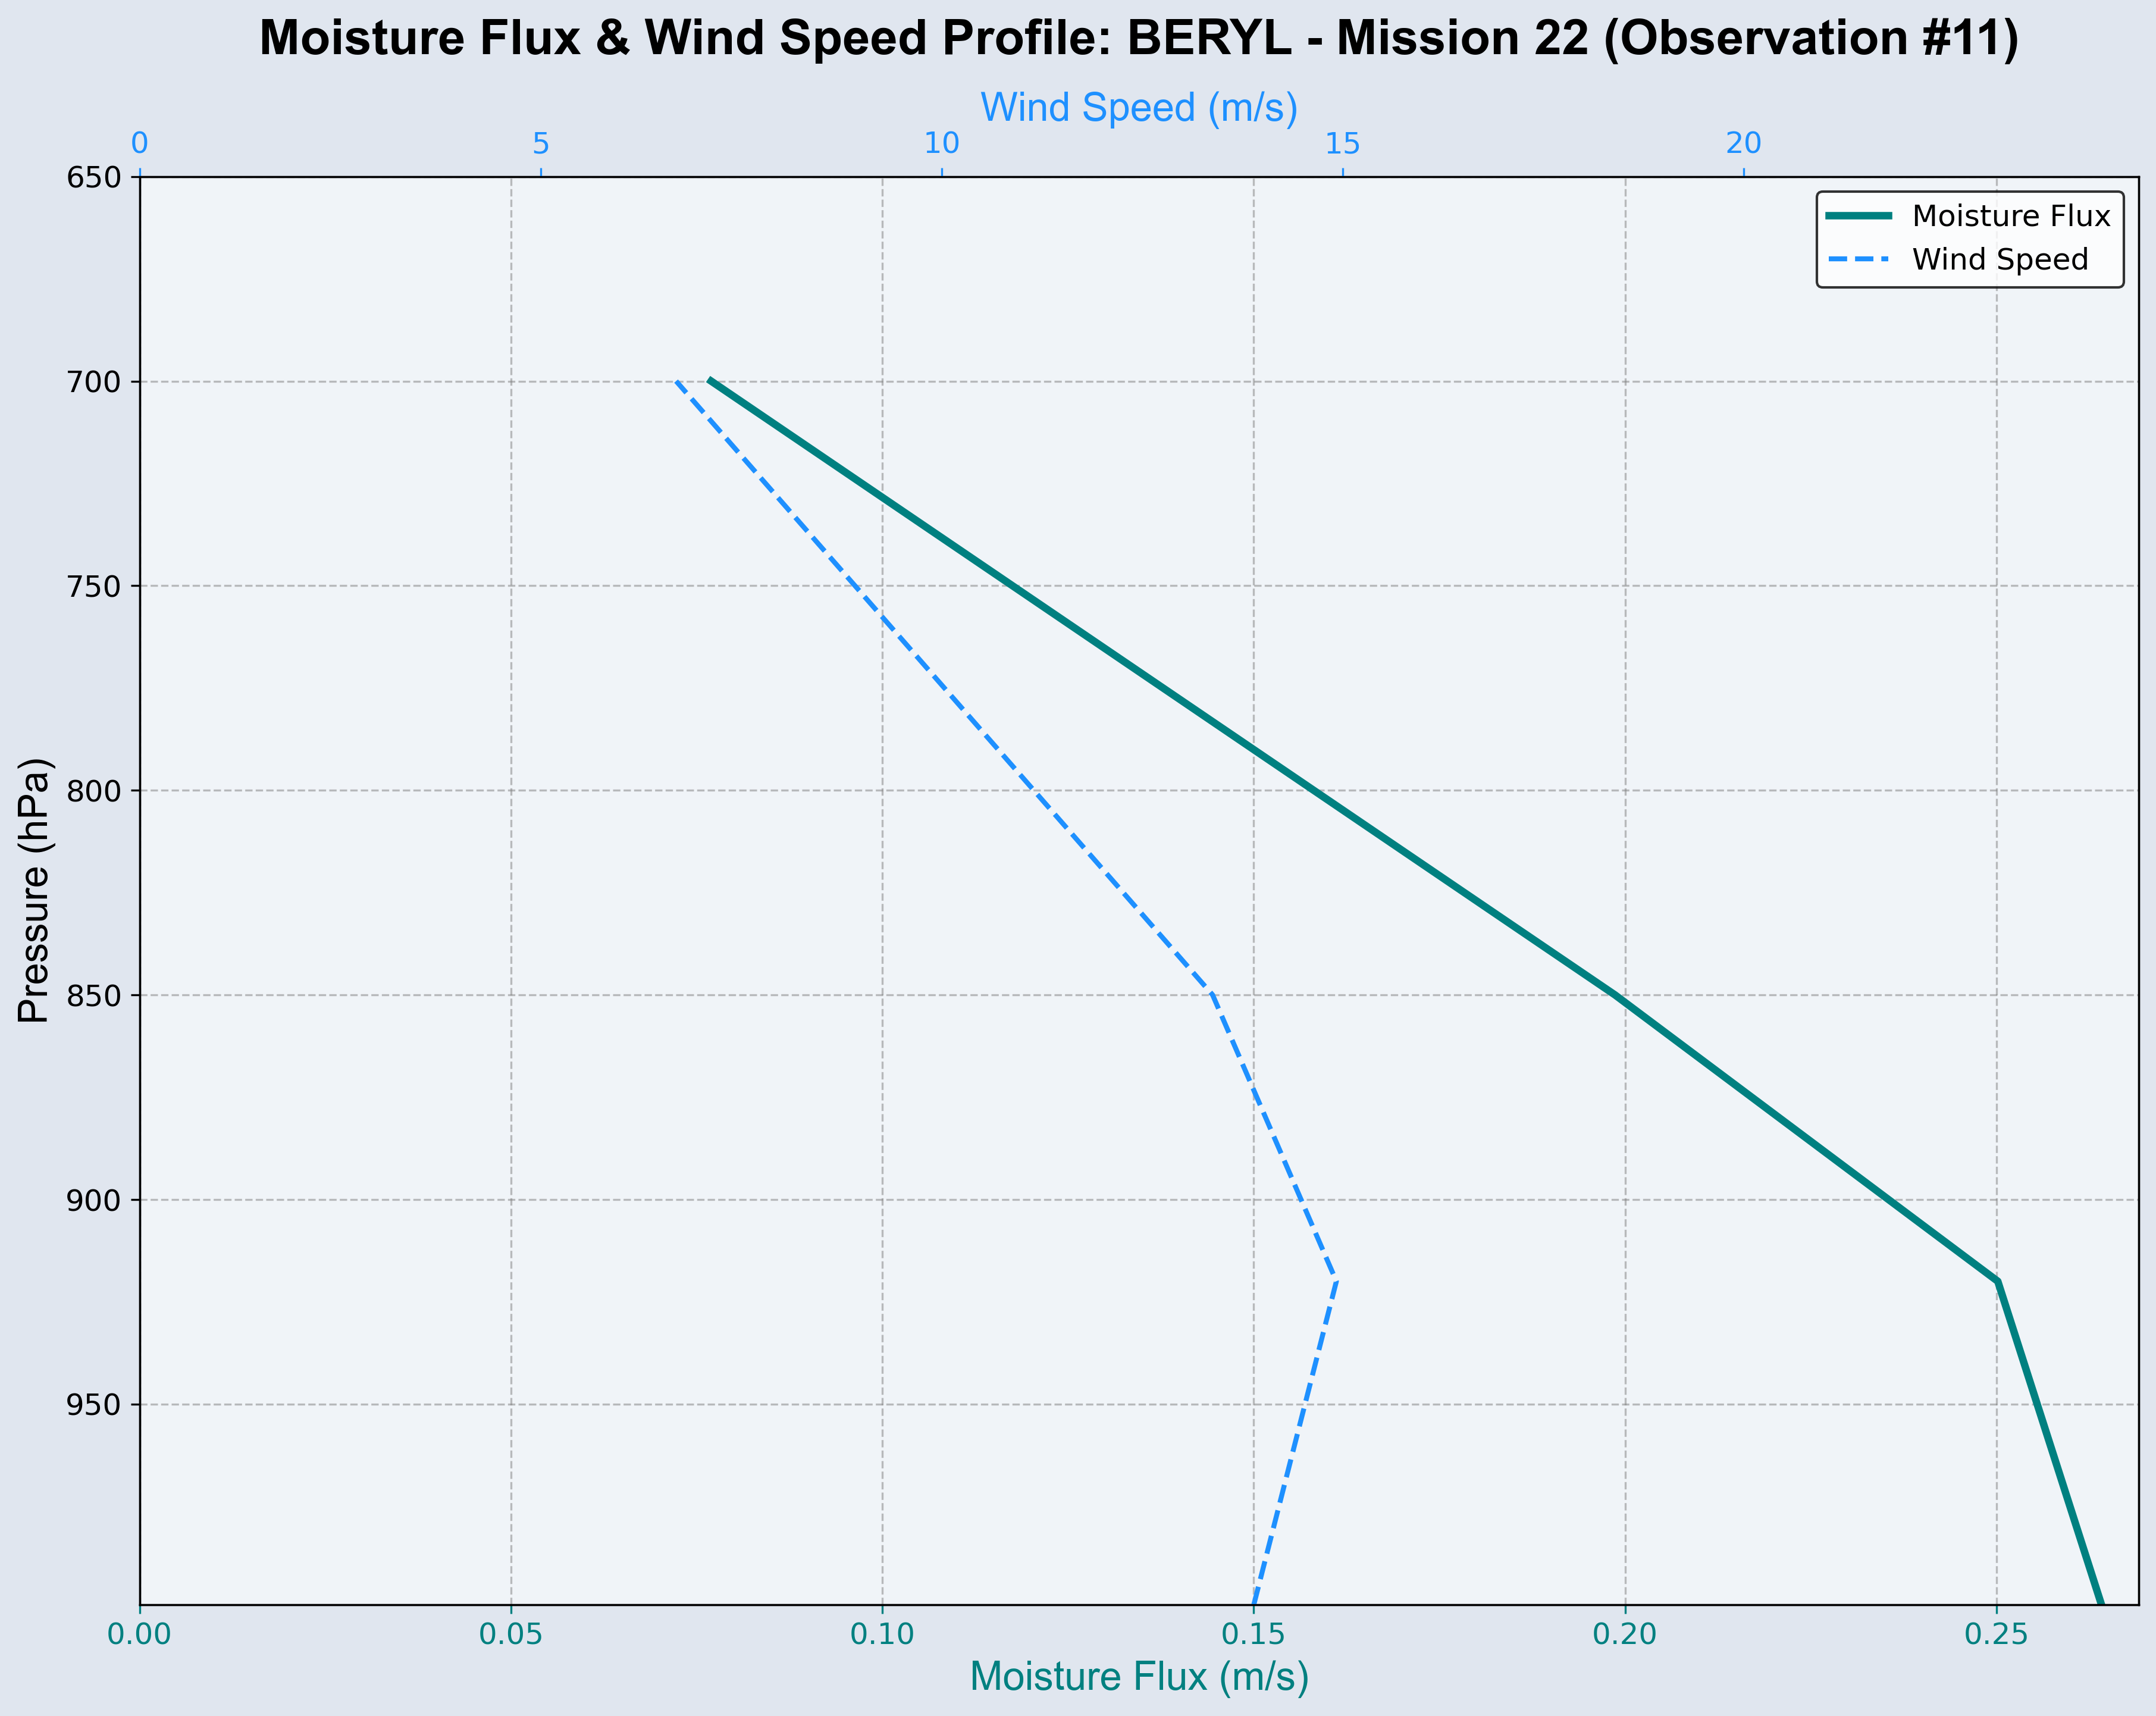 Moisture Flux & Wind Speed Profile: BERYL - Mission 22 (Observation #11)
Wind Speed (m/s)
0 5 10 15 20
Moisture Flux
Wind Speed
650
700
750
800
850
900
950
Pressure (hPa)
0.00 0.05 0.10 0.15 0.20 0.25
Moisture Flux (m/s)